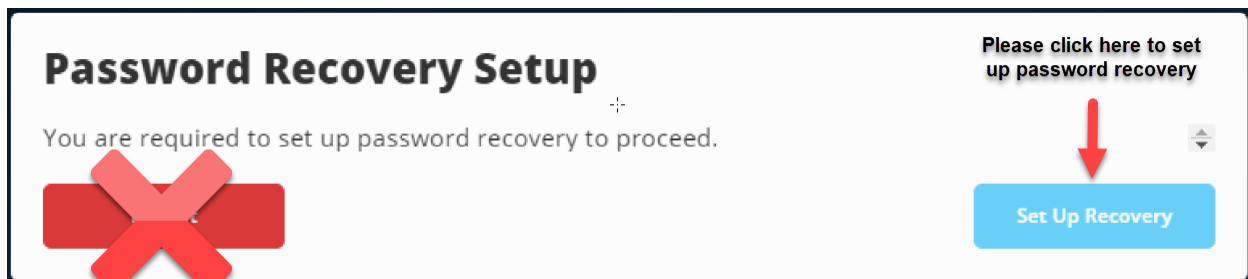 Please click here to set
up password recovery
Password Recovery Setup
You are required to set up password recovery to proceed.
Set Up Recovery